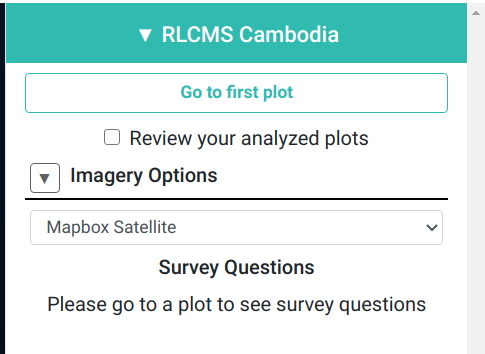 ▼ RLCMS Cambodia
Go to first plot
Review your analyzed plots
▼ Imagery Options
Mapbox Satellite
Survey Questions
Please go to a plot to see survey questions